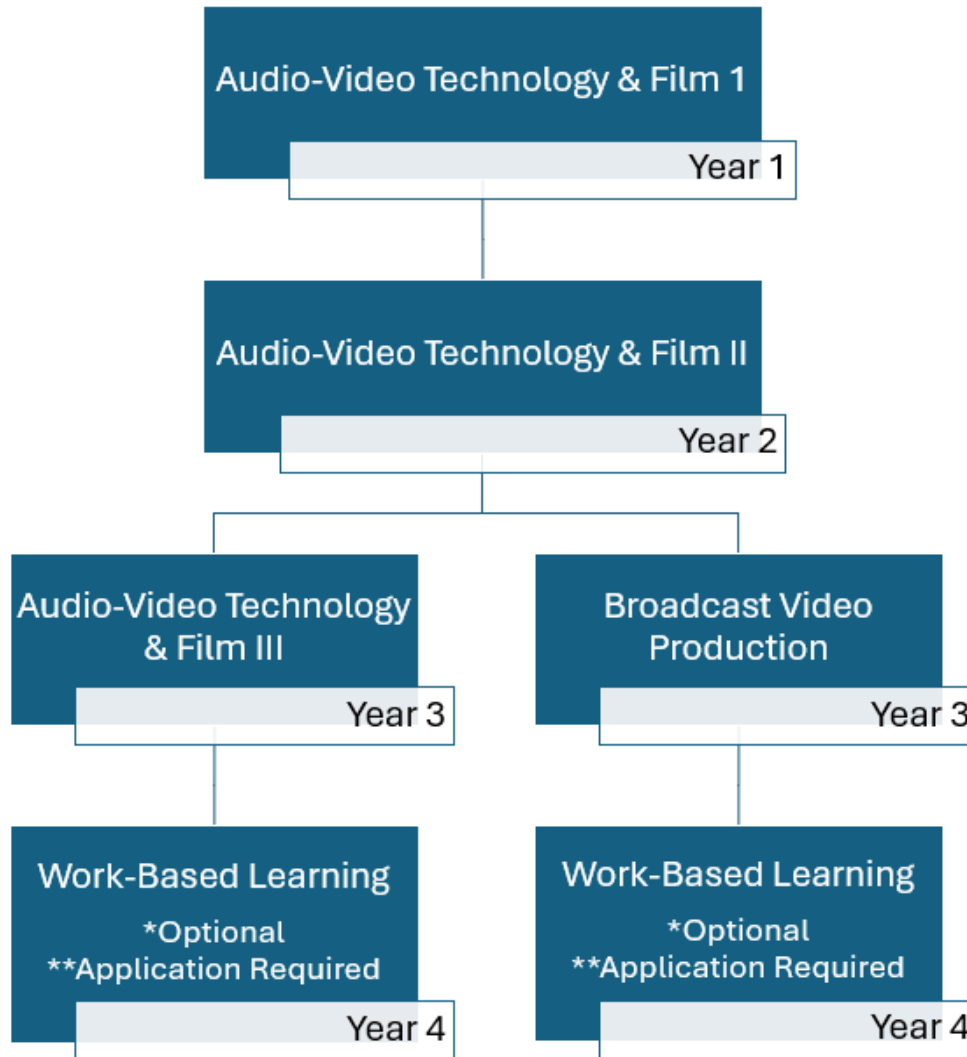 Audio-Video Technology & Film 1
Year 1
Audio-Video Technology & Film II
Year 2
Audio-Video Technology
& Film III
Year 3
Broadcast Video
Production
Year 3
Work-Based Learning
*Optional
**Application Required
Year 4
Work-Based Learning
*Optional
**Application Required
Year 4